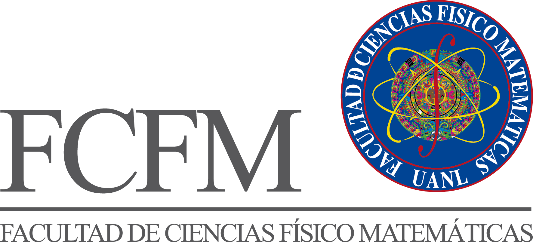 FCFM
FACULTAD DE CIENCIAS FISICO MATEMATICAS
UANL
FACULTAD DE CIENCIAS FÍSICO MATEMÁTICAS